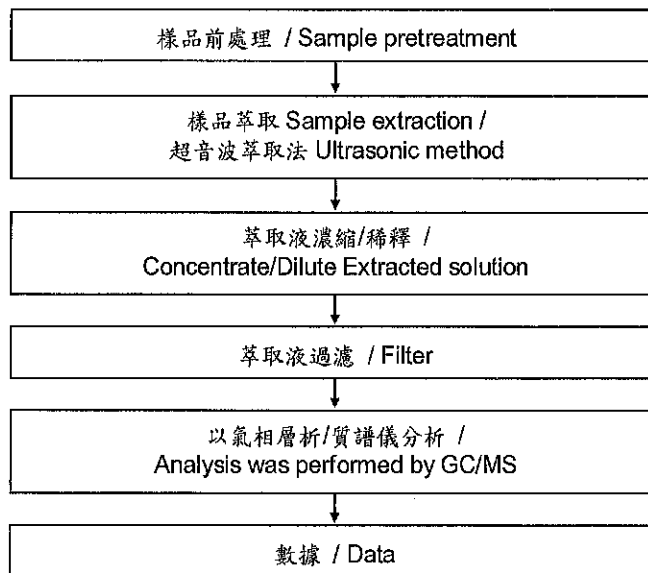 樣品前處理 / Sample pretreatment
樣品萃取 Sample extraction /
超音波萃取法 Ultrasonic method
萃取液濃縮/稀釋 /
Concentrate/Dilute Extracted solution
萃取液過濾 / Filter
以氣相層析/質譜儀分析 /
Analysis was performed by GC/MS
數據 / Data